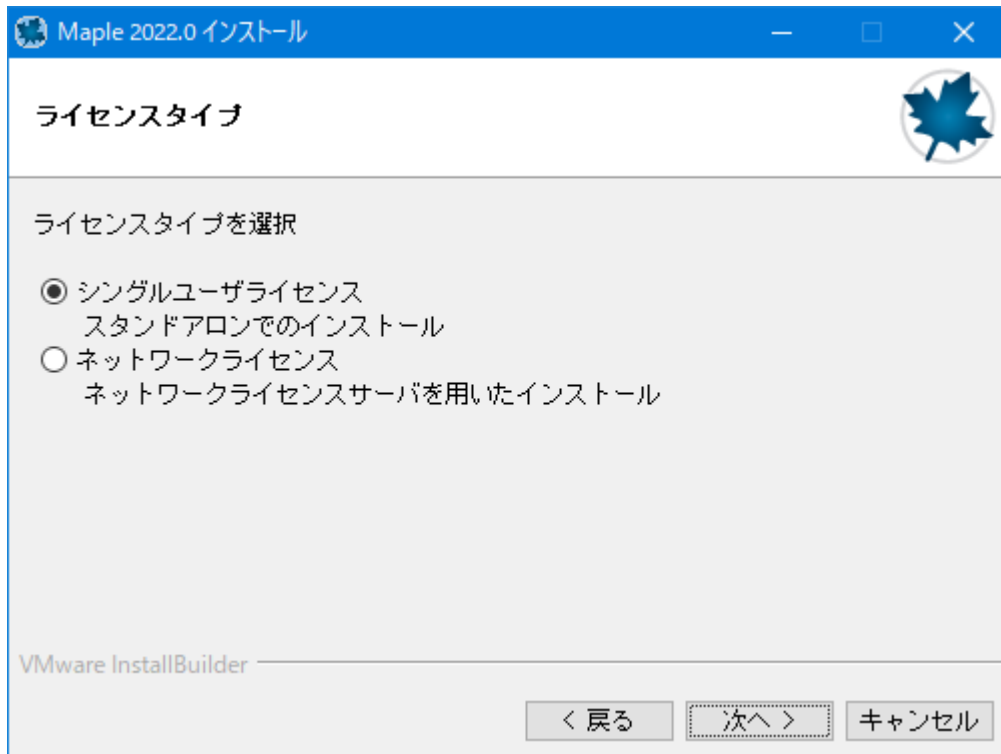 Maple 2022.0 インストール
ライセンスタイプ
ライセンスタイプを選択
シングルユーザライセンス
スタンドアロンでのインストール
ネットワークライセンス
ネットワークライセンスサーバを用いたインストール
VMware InstallBuilder
< 戻る 次へ > キャンセル